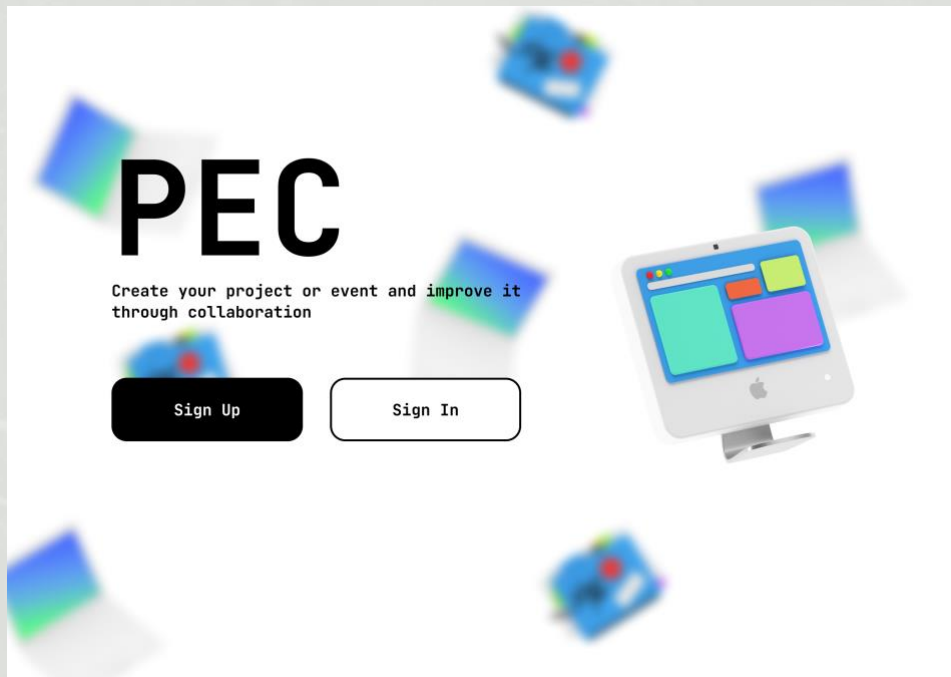 PEC
Create your project or event and improve it
through collaboration
Sign Up
Sign In